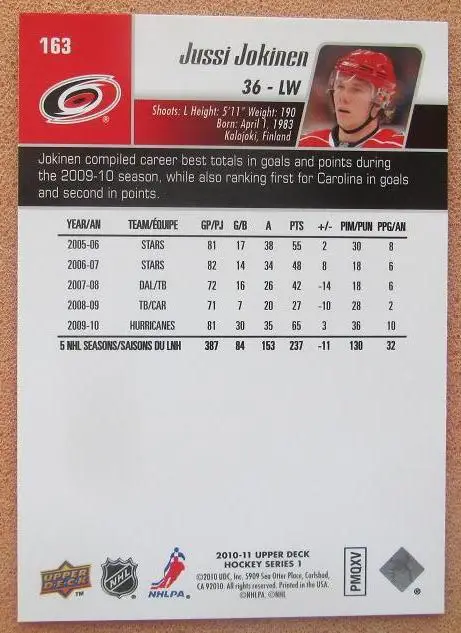 163
Jussi Jokinen
36 - LW
Shoots: L Height: 5'11" Weight: 190
Born: April 1, 1983
Kalajoki, Finland
Jokinen compiled career best totals in goals and points during
the 2009-10 season, while also ranking first for Carolina in goals
and second in points.
YEAR/AN TEAM/ÉQUIPE GP/PJ G/B A PTS +/- PIM/PUN PPG/AN
2005-06 STARS 81 17 38 55 2 30 8
2006-07 STARS 82 14 34 48 8 18 6
2007-08 DAL/TB 72 16 26 42 -14 18 6
2008-09 TB/CAR 71 7 20 27 -10 28 2
2009-10 HURRICANES 81 30 35 65 3 36 10
5 NHL SEASONS/SAISONS DU LNH 387 84 153 237 -11 130 32
UPPER DECK TM
NHL
NHLPA
2010-11 UPPER DECK
HOCKEY SERIES 1
©2010 UDC, Inc. 5909 Sea Otter Place, Carlsbad,
CA 92010. All rights reserved. Printed in the USA.
©NHLPA. ©NHL
PMQXV
®